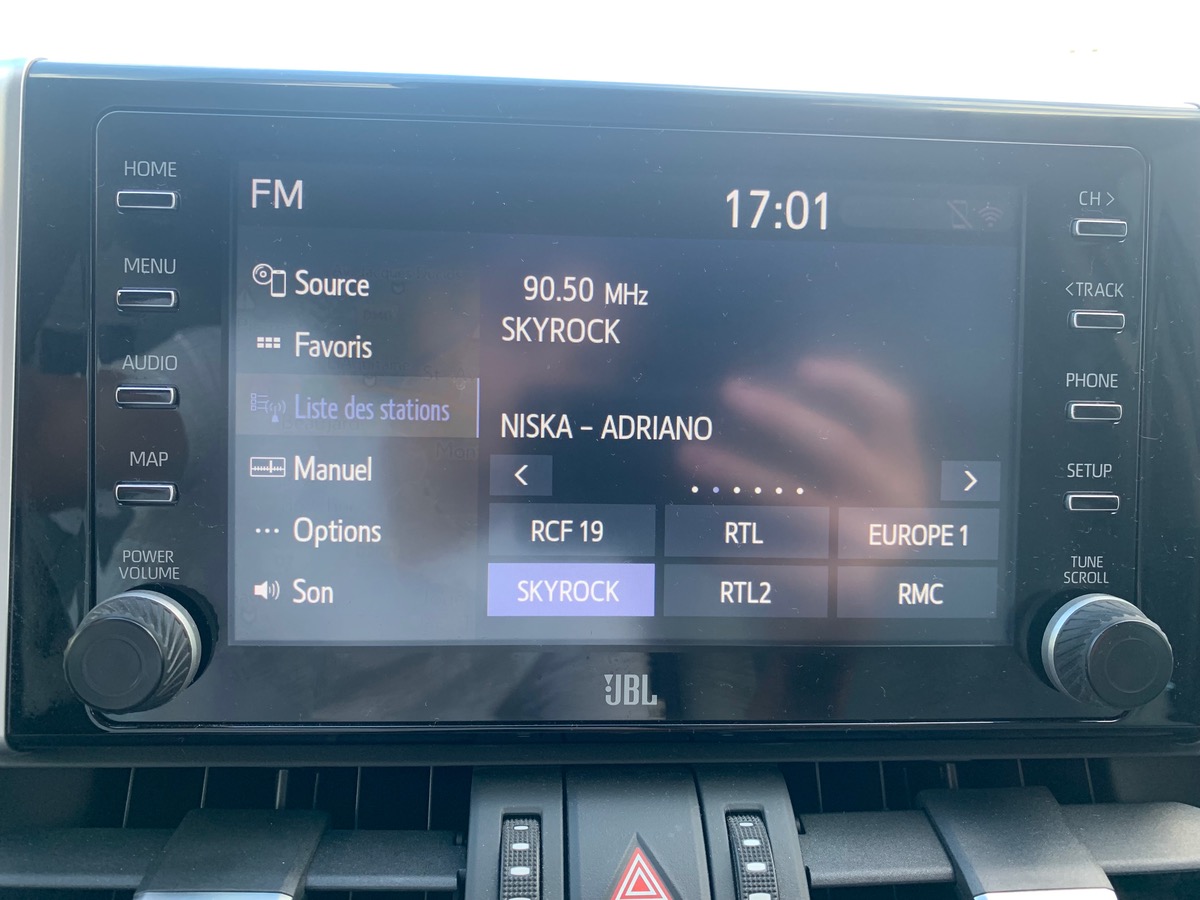 HOME
MENU
AUDIO
MAP
POWER
VOLUME
FM
17:01
Source
Favoris
Liste des stations
Manuel
Options
Son
90.50 MHz
SKYROCK
NISKA – ADRIANO
<
>
RCF 19
RTL
EUROPE 1
SKYROCK
RTL2
RMC
CH >
<TRACK
PHONE
SETUP
TUNE
SCROLL
JBL